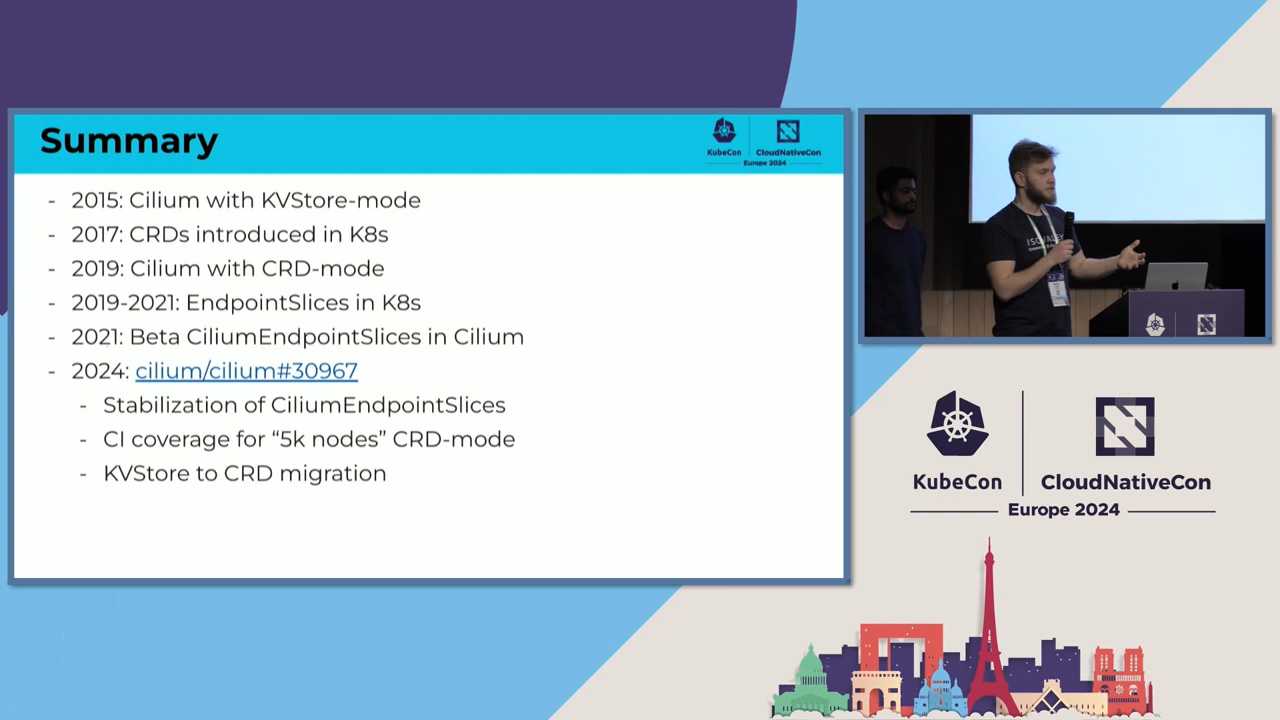 Summary
KubeCon
CloudNativeCon
Europe 2024
- 2015: Cilium with KVStore-mode
- 2017: CRDs introduced in K8s
- 2019: Cilium with CRD-mode
- 2019-2021: EndpointSlices in K8s
- 2021: Beta CiliumEndpointSlices in Cilium
- 2024: cilium/cilium#30967
- Stabilization of CiliumEndpointSlices
- CI coverage for “5k nodes” CRD-mode
- KVStore to CRD migration
KubeCon
CloudNativeCon
Europe 2024